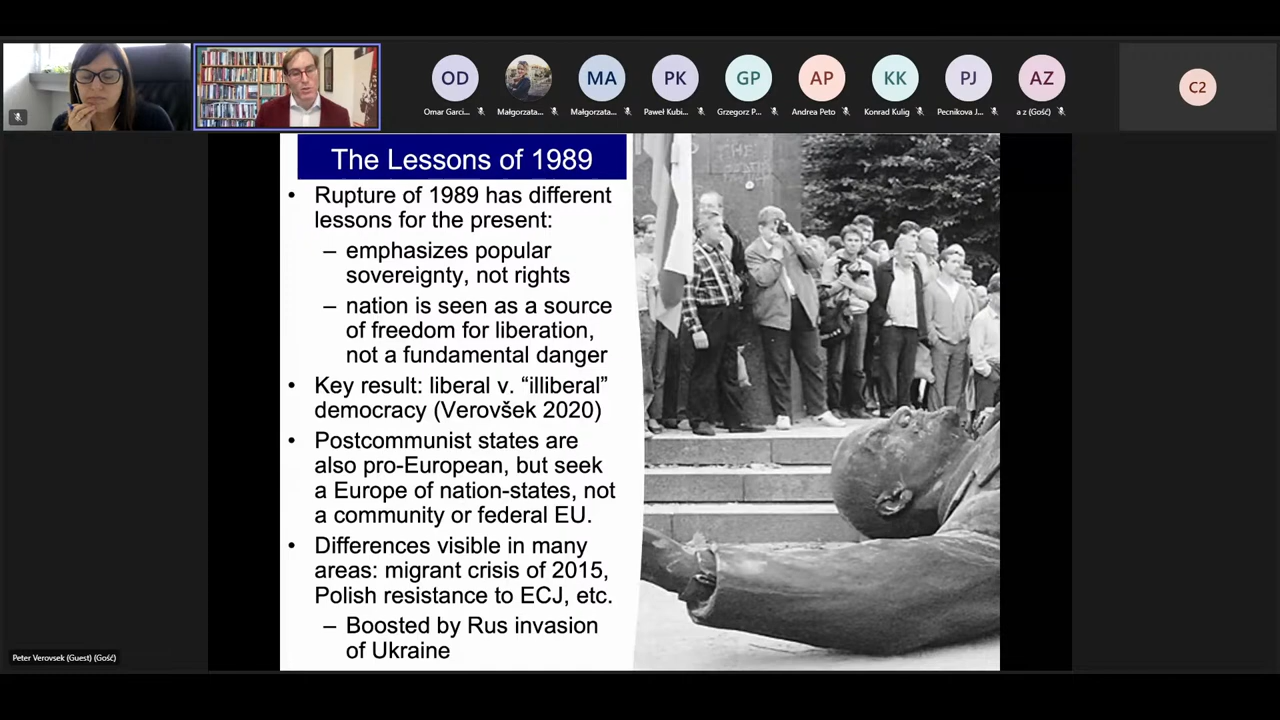 OD
MA
PK
GP
AP
KK
PJ
AZ
C2
Omar Garci...
Małgorzata...
Małgorzata...
Paweł Kubi...
Grzegorz P...
Andrea Peto
Konrad Kulig
Pecnikova J...
a z (Gość)
The Lessons of 1989
• Rupture of 1989 has different
lessons for the present:
– emphasizes popular
sovereignty, not rights
– nation is seen as a source
of freedom for liberation,
not a fundamental danger
• Key result: liberal v. “illiberal”
democracy (Verovšek 2020)
• Postcommunist states are
also pro-European, but seek
a Europe of nation-states, not
a community or federal EU.
• Differences visible in many
areas: migrant crisis of 2015,
Polish resistance to ECJ, etc.
– Boosted by Rus invasion
of Ukraine
Peter Verovsek (Guest) (Gość)